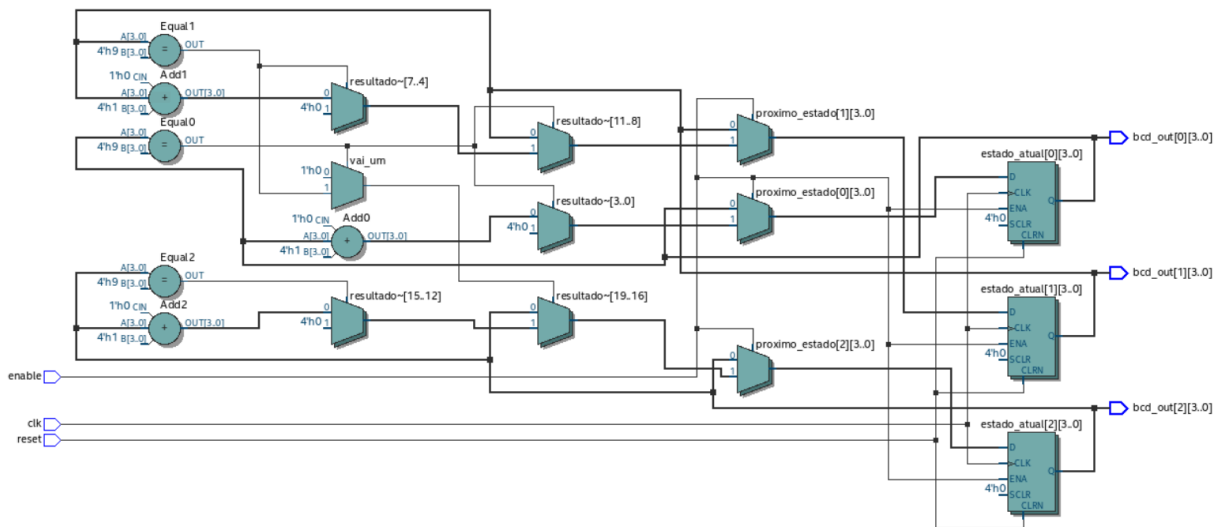 Equal1
A[3..0]
4'h9 B[3..0]
=
OUT
1'h0 CIN
Add1
A[3..0]
4'h1 B[3..0]
+
OUT[3..0]
resultado~[7..4]
0
4'h0 1
Equal0
A[3..0]
4'h9 B[3..0]
=
OUT
vai_um
1'h0 0
1
resultado~[11..8]
0
1
resultado~[3..0]
0
4'h0 1
Add0
1'h0 CIN
A[3..0]
4'h1 B[3..0]
+
OUT[3..0]
Equal2
A[3..0]
4'h9 B[3..0]
=
OUT
1'h0 CIN
Add2
A[3..0]
4'h1 B[3..0]
+
OUT[3..0]
resultado~[15..12]
0
4'h0 1
resultado~[19..16]
0
1
proximo_estado[1][3..0]
0
1
proximo_estado[0][3..0]
0
1
proximo_estado[2][3..0]
0
1
estado_atual[0][3..0]
D
CLK
ENA
4'h0 SCLR
CLRN
Q
estado_atual[1][3..0]
D
CLK
ENA
4'h0 SCLR
CLRN
Q
estado_atual[2][3..0]
D
CLK
ENA
4'h0 SCLR
CLRN
Q
bcd_out[0][3..0]
bcd_out[1][3..0]
bcd_out[2][3..0]
enable
clk
reset